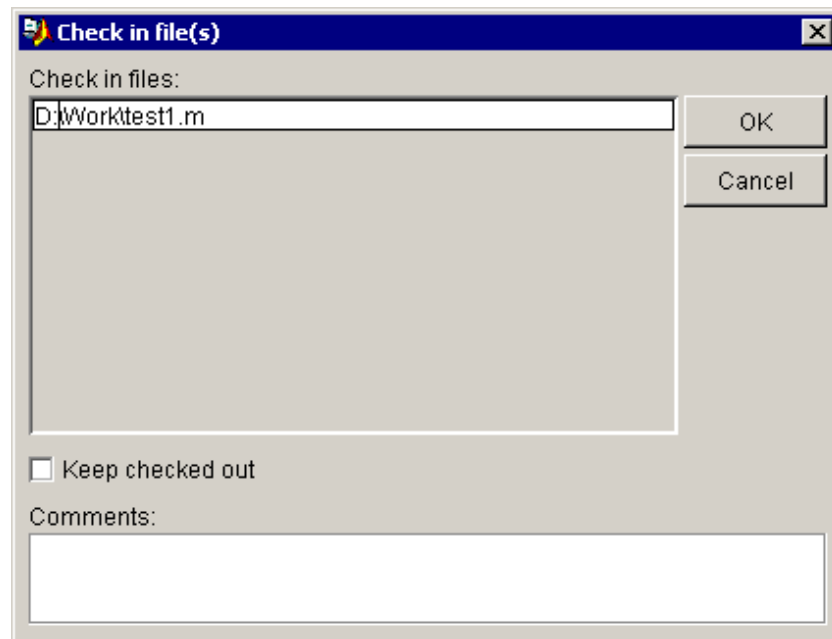 Check in file(s)
Check in files:
D:\Work\test1.m
OK
Cancel
Keep checked out
Comments: